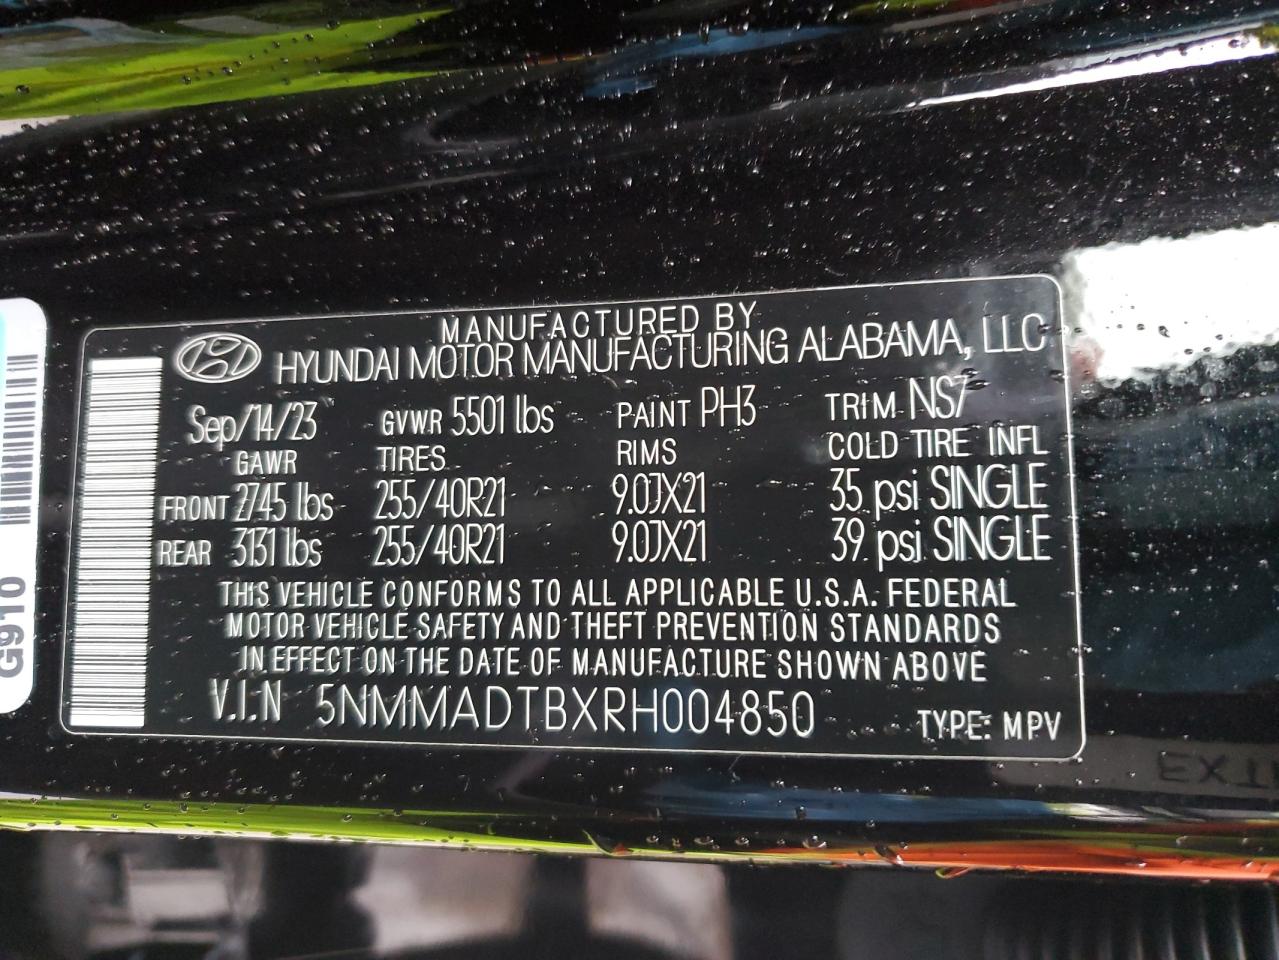 MANUFACTURED BY
HYUNDAI MOTOR MANUFACTURING ALABAMA, LLC
Sep/14/23 GVWR 5501 lbs PAINT PH3 TRIM NS7
GAWR TIRES RIMS COLD TIRE INFL
FRONT 2745 lbs 255/40R21 9.0JX21 35 psi SINGLE
REAR 3131 lbs 255/40R21 9.0JX21 39 psi SINGLE
THIS VEHICLE CONFORMS TO ALL APPLICABLE U.S.A. FEDERAL
MOTOR VEHICLE SAFETY AND THEFT PREVENTION STANDARDS
IN EFFECT ON THE DATE OF MANUFACTURE SHOWN ABOVE
V.I.N 5NMMADTBXRH004850 TYPE: MPV
G910